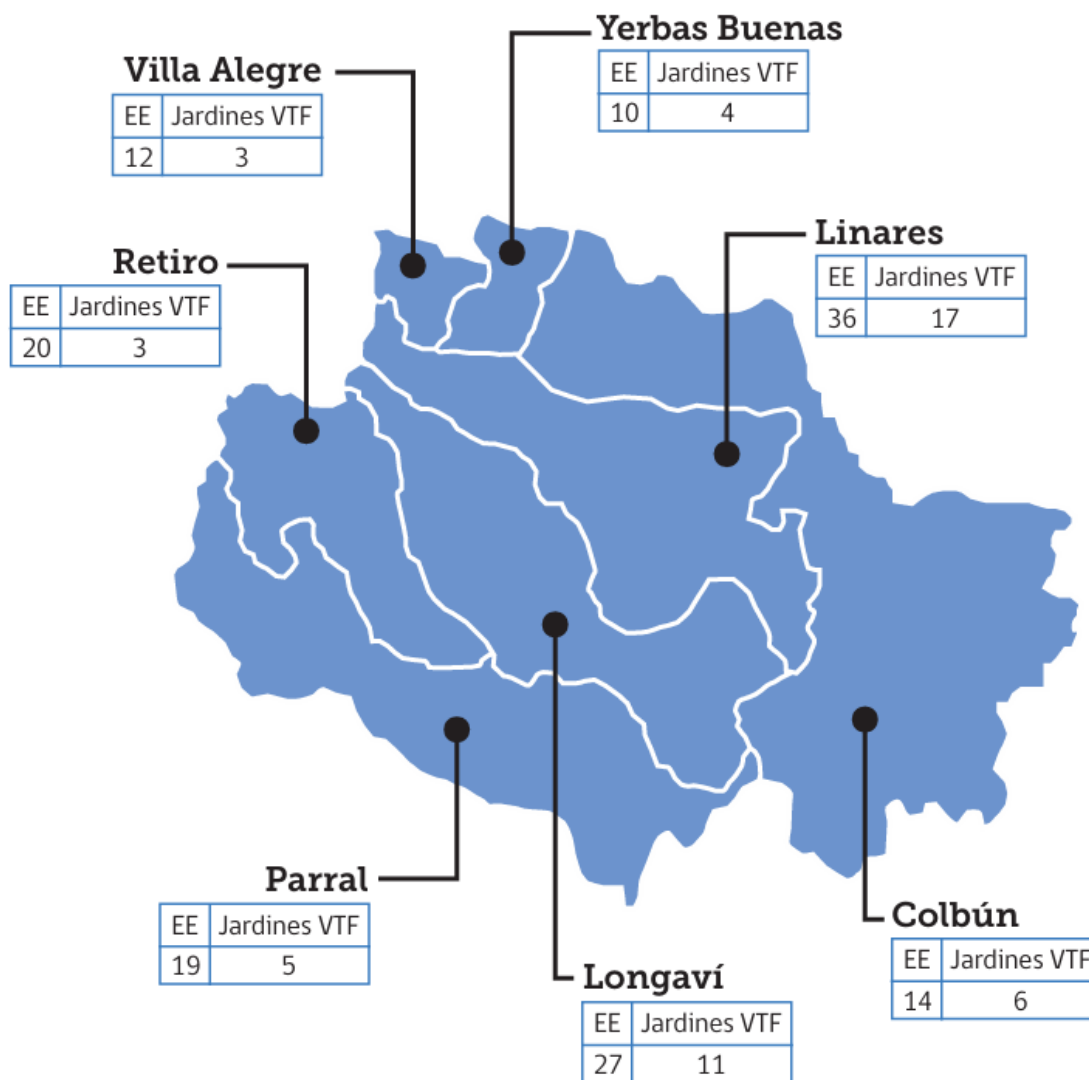 Yerbas Buenas
EE Jardines VTF
10 4
Villa Alegre
EE Jardines VTF
12 3
Linares
EE Jardines VTF
36 17
Retiro
EE Jardines VTF
20 3
Parral
EE Jardines VTF
19 5
Colbún
EE Jardines VTF
14 6
Longaví
EE Jardines VTF
27 11